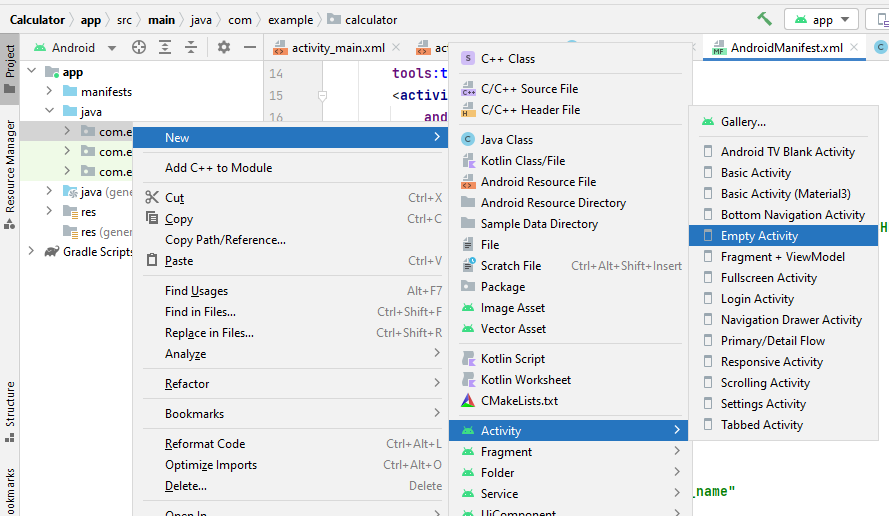 Calculator app src main java com example calculator
app
Android
activity_main.xml
AndroidManifest.xml
Project
Resource Manager
Structure
app
manifests
java
com.e
com.e
com.e
java (gene
res
res (gener
Gradle Scripts
14
15
16
tools:t
<activi
an
New
Add C++ to Module
Cut Ctrl+X
Copy Ctrl+C
Copy Path/Reference...
Paste Ctrl+V
Find Usages Alt+F7
Find in Files... Ctrl+Shift+F
Replace in Files... Ctrl+Shift+R
Analyze
Refactor
Bookmarks
Reformat Code Ctrl+Alt+L
Optimize Imports Ctrl+Alt+O
Delete... Delete
Open In
C++ Class
C/C++ Source File
C/C++ Header File
Java Class
Kotlin Class/File
Android Resource File
Android Resource Directory
Sample Data Directory
File
Scratch File Ctrl+Alt+Shift+Insert
Package
Image Asset
Vector Asset
Kotlin Script
Kotlin Worksheet
CMakeLists.txt
Activity
Fragment
Folder
Service
UiComponent
Gallery...
Android TV Blank Activity
Basic Activity
Basic Activity (Material3)
Bottom Navigation Activity
Empty Activity
Fragment + ViewModel
Fullscreen Activity
Login Activity
Navigation Drawer Activity
Primary/Detail Flow
Responsive Activity
Scrolling Activity
Settings Activity
Tabbed Activity
H
_name"